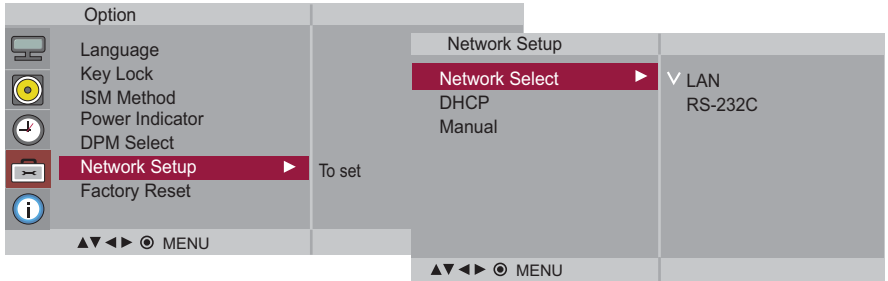 Option
Language
Key Lock
ISM Method
Power Indicator
DPM Select
Network Setup ► To set
Factory Reset
▲▼◄► ◉ MENU
Network Setup
Network Select ► ✓ LAN
DHCP RS-232C
Manual
▲▼◄► ◉ MENU